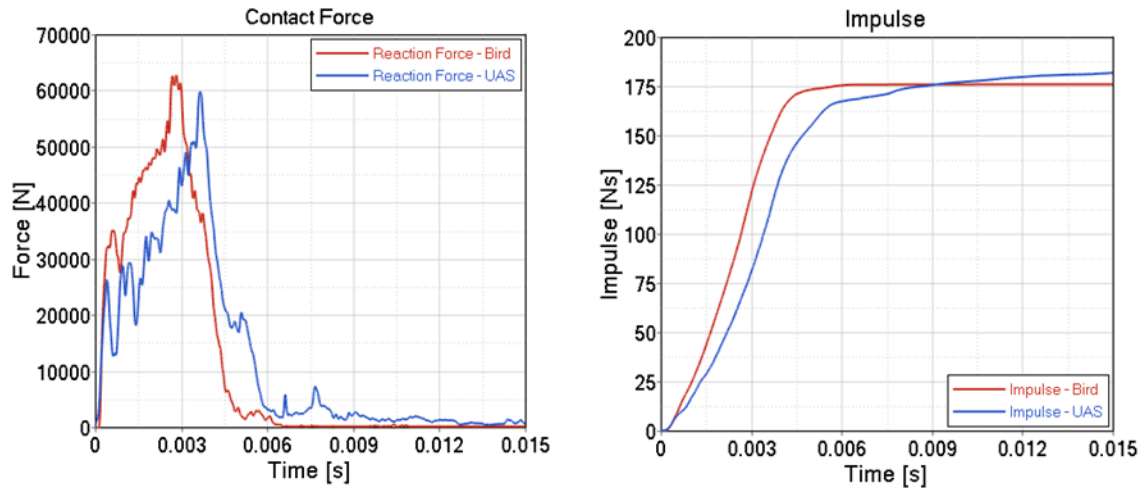 Contact Force
70000
60000
50000
40000
30000
20000
10000
0
Force [N]
Reaction Force - Bird
Reaction Force - UAS
0 0.003 0.006 0.009 0.012 0.015
Time [s]
Impulse
200
175
150
125
100
75
50
25
0
Impulse [Ns]
Impulse - Bird
Impulse - UAS
0 0.003 0.006 0.009 0.012 0.015
Time [s]